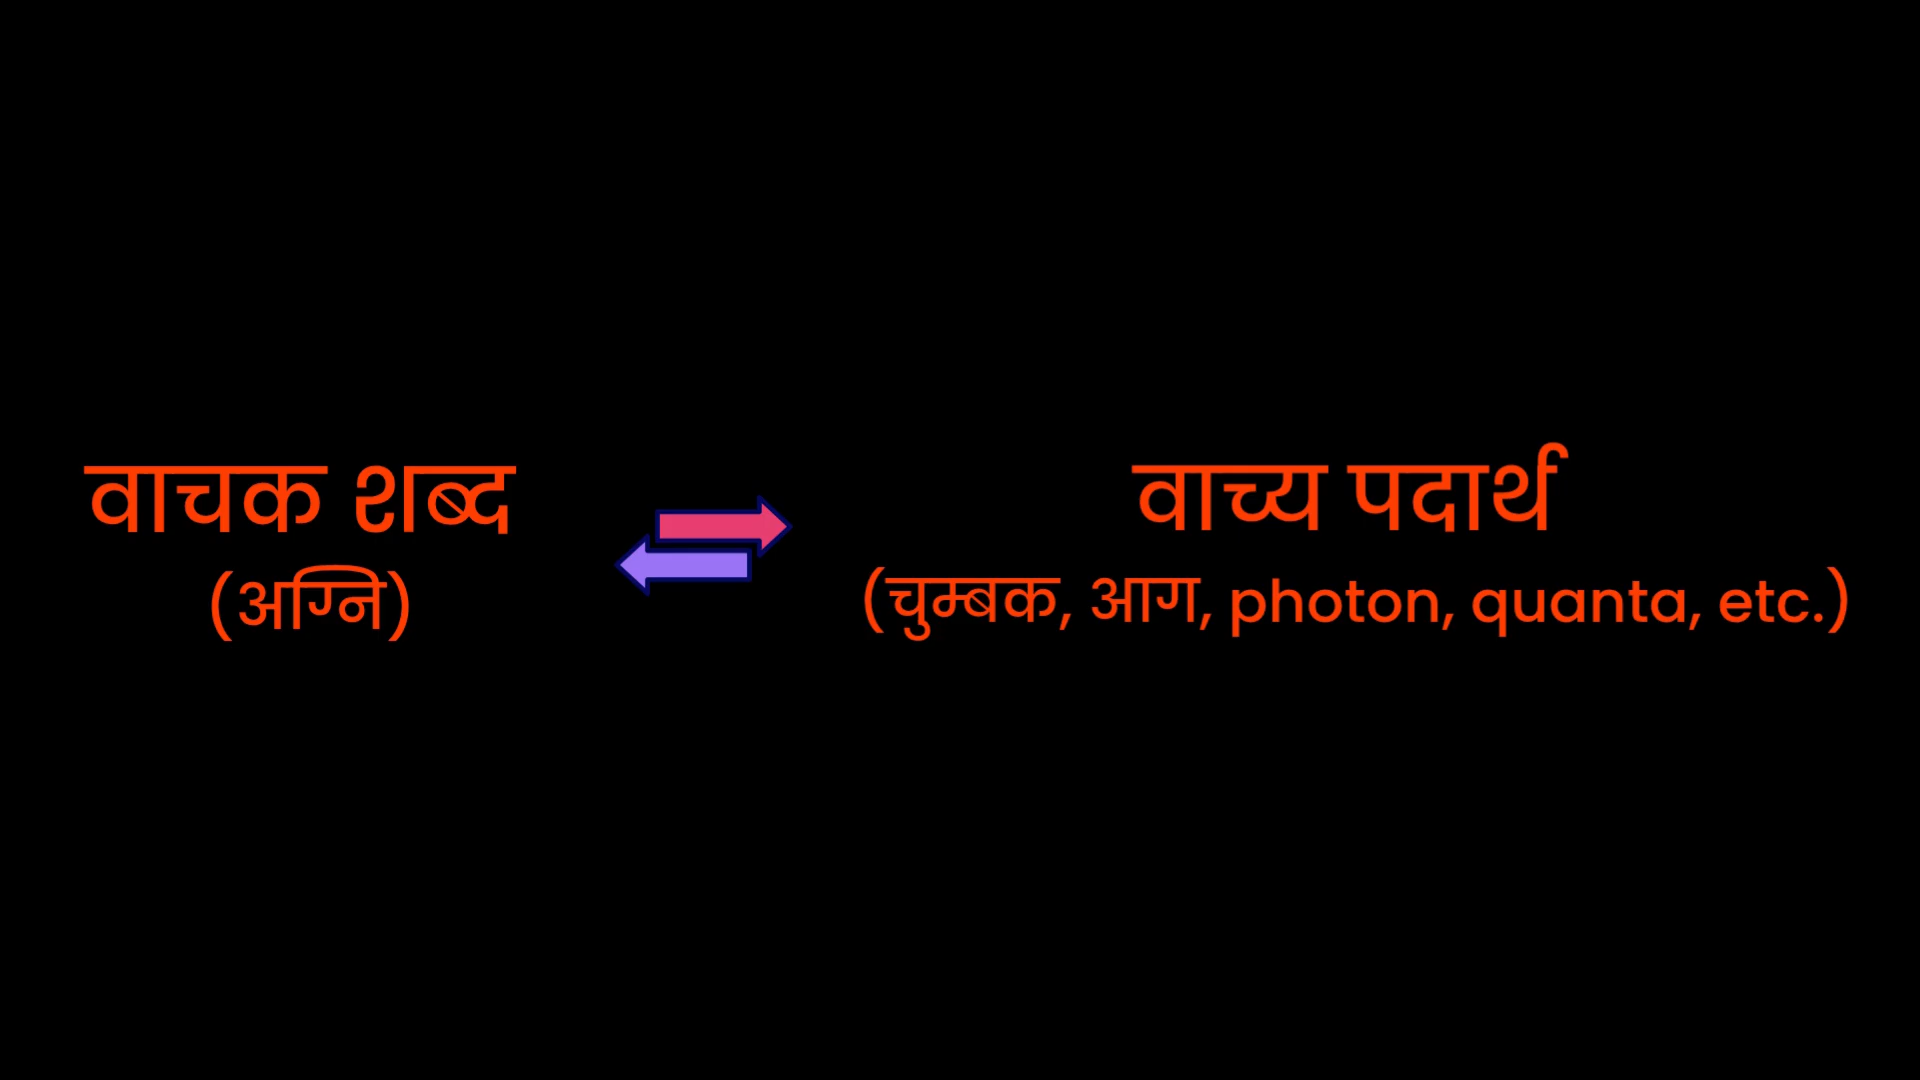 वाचक शब्द
(अग्नि)
वाच्य पदार्थ
(चुम्बक, आग, photon, quanta, etc.)